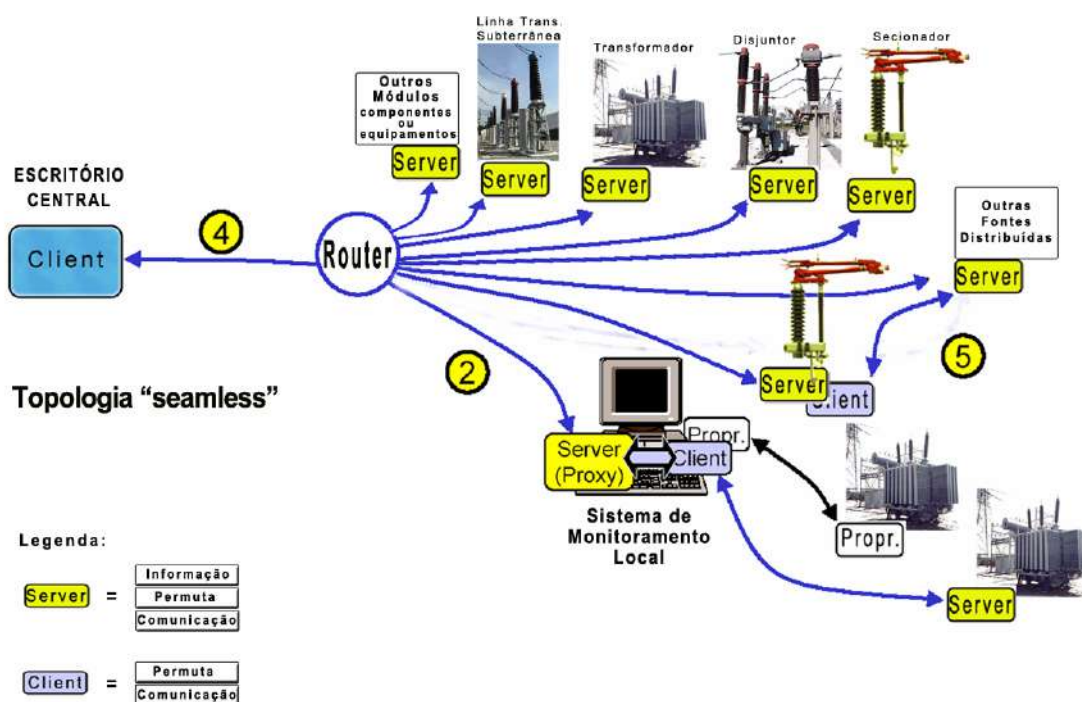 Linha Trans.
Subterrânea
Transformador
Disjuntor
Secionador
Outros
Módulos
componentes
ou
equipamentos
Server
Server
Server
Server
Server
ESCRITÓRIO
CENTRAL
Client
4
Router
Outras
Fontes
Distribuídas
Server
2
5
Server
Client
Topologia “seamless”
Propr.
Server
(Proxy)
Client
Sistema de
Monitoramento
Local
Propr.
Server
Legenda:
Server = Informação
Permuta
Comunicação
Client = Permuta
Comunicação